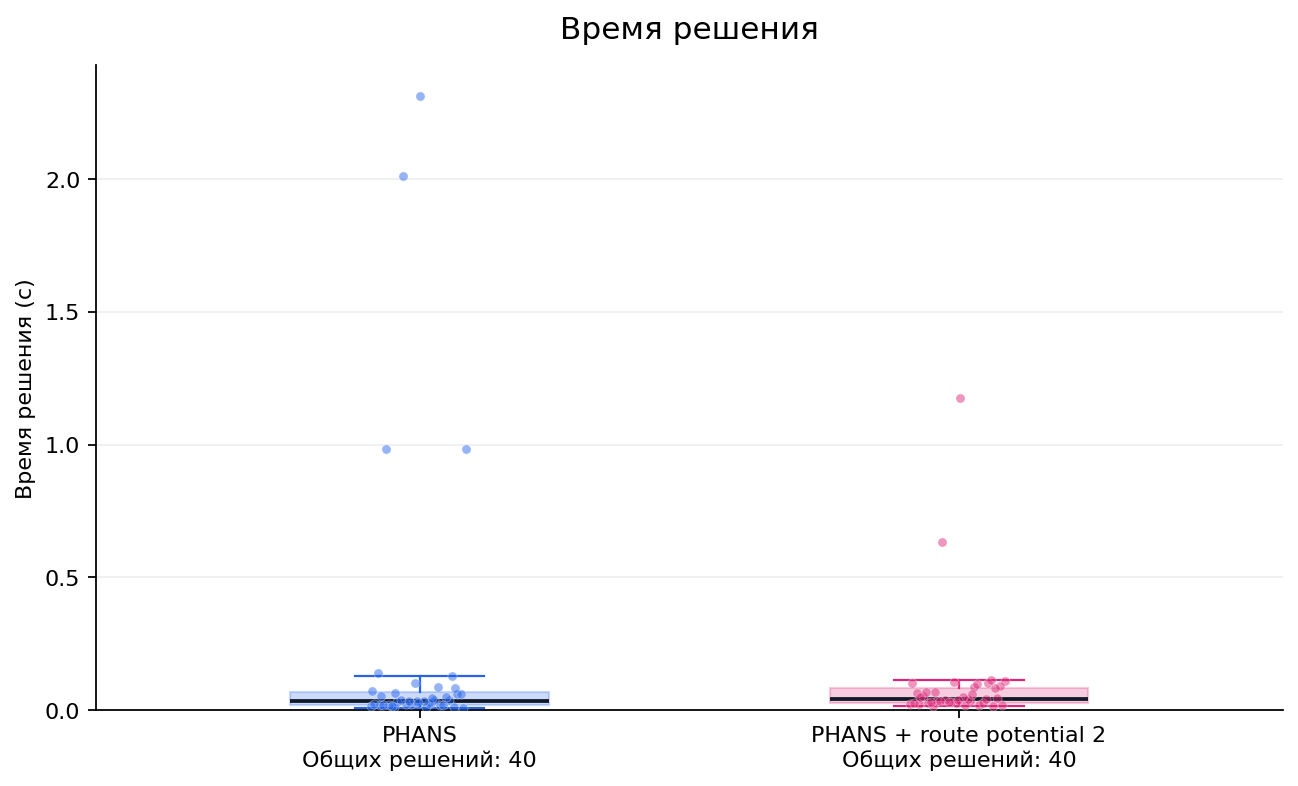 Время решения
Время решения (с)
2.0
1.5
1.0
0.5
0.0
PHANS
Общих решений: 40
PHANS + route potential 2
Общих решений: 40